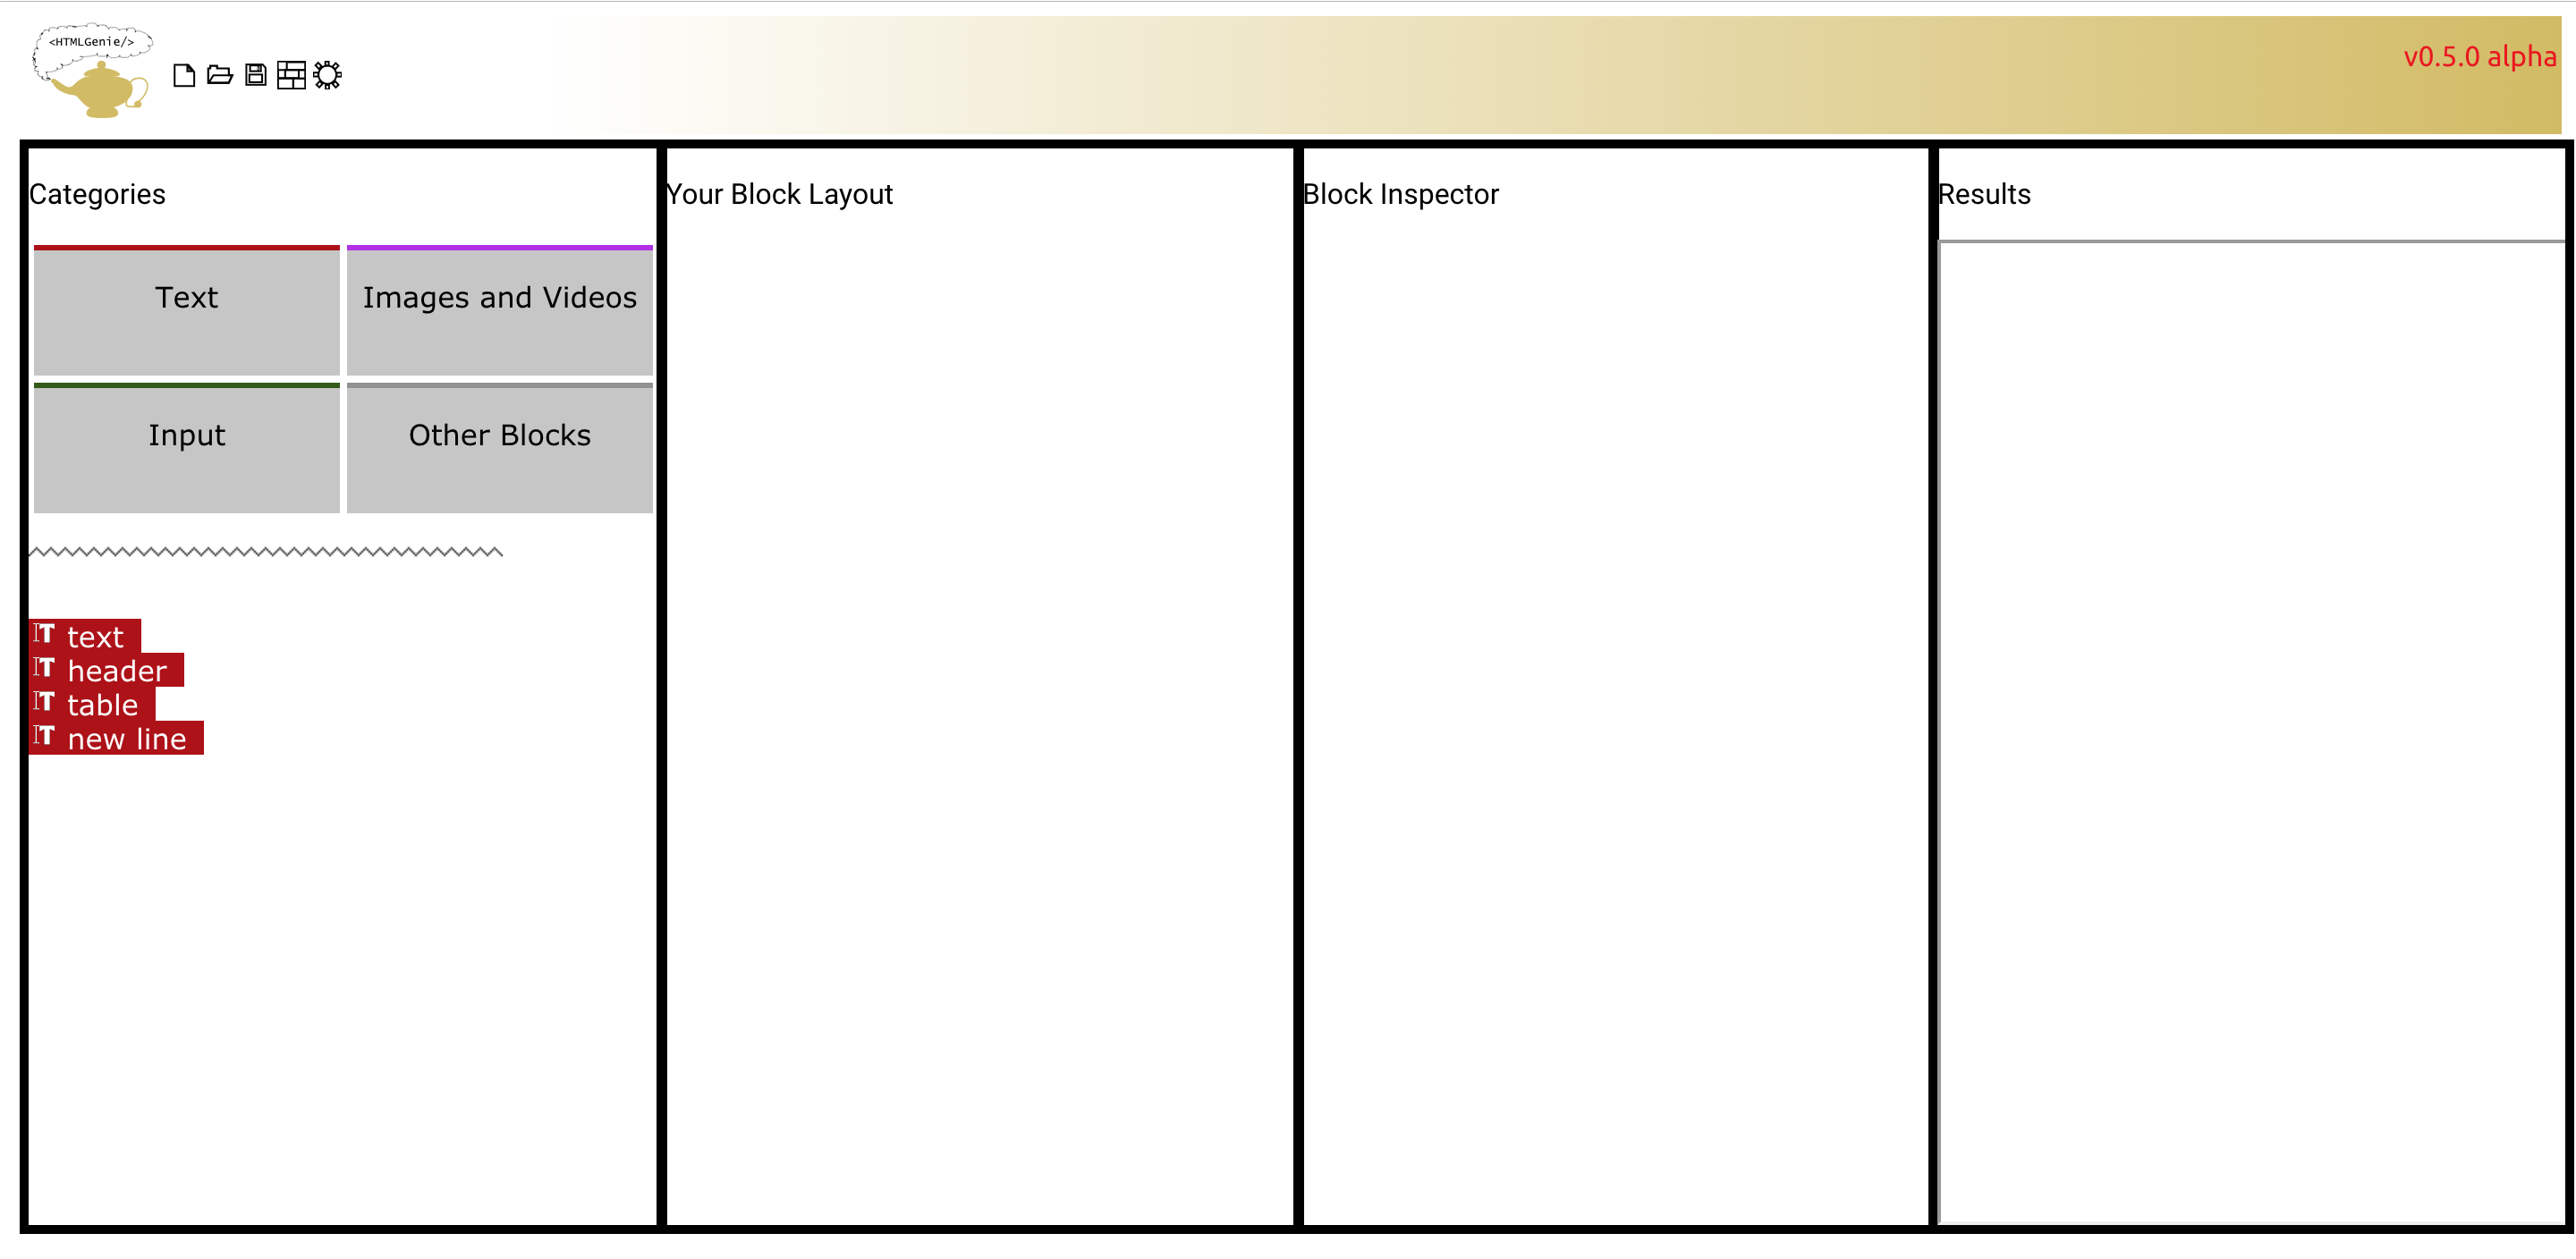 <HTMLGenie/>
v0.5.0 alpha
Categories
Your Block Layout
Block Inspector
Results
Text
Images and Videos
Input
Other Blocks
text
header
table
new line